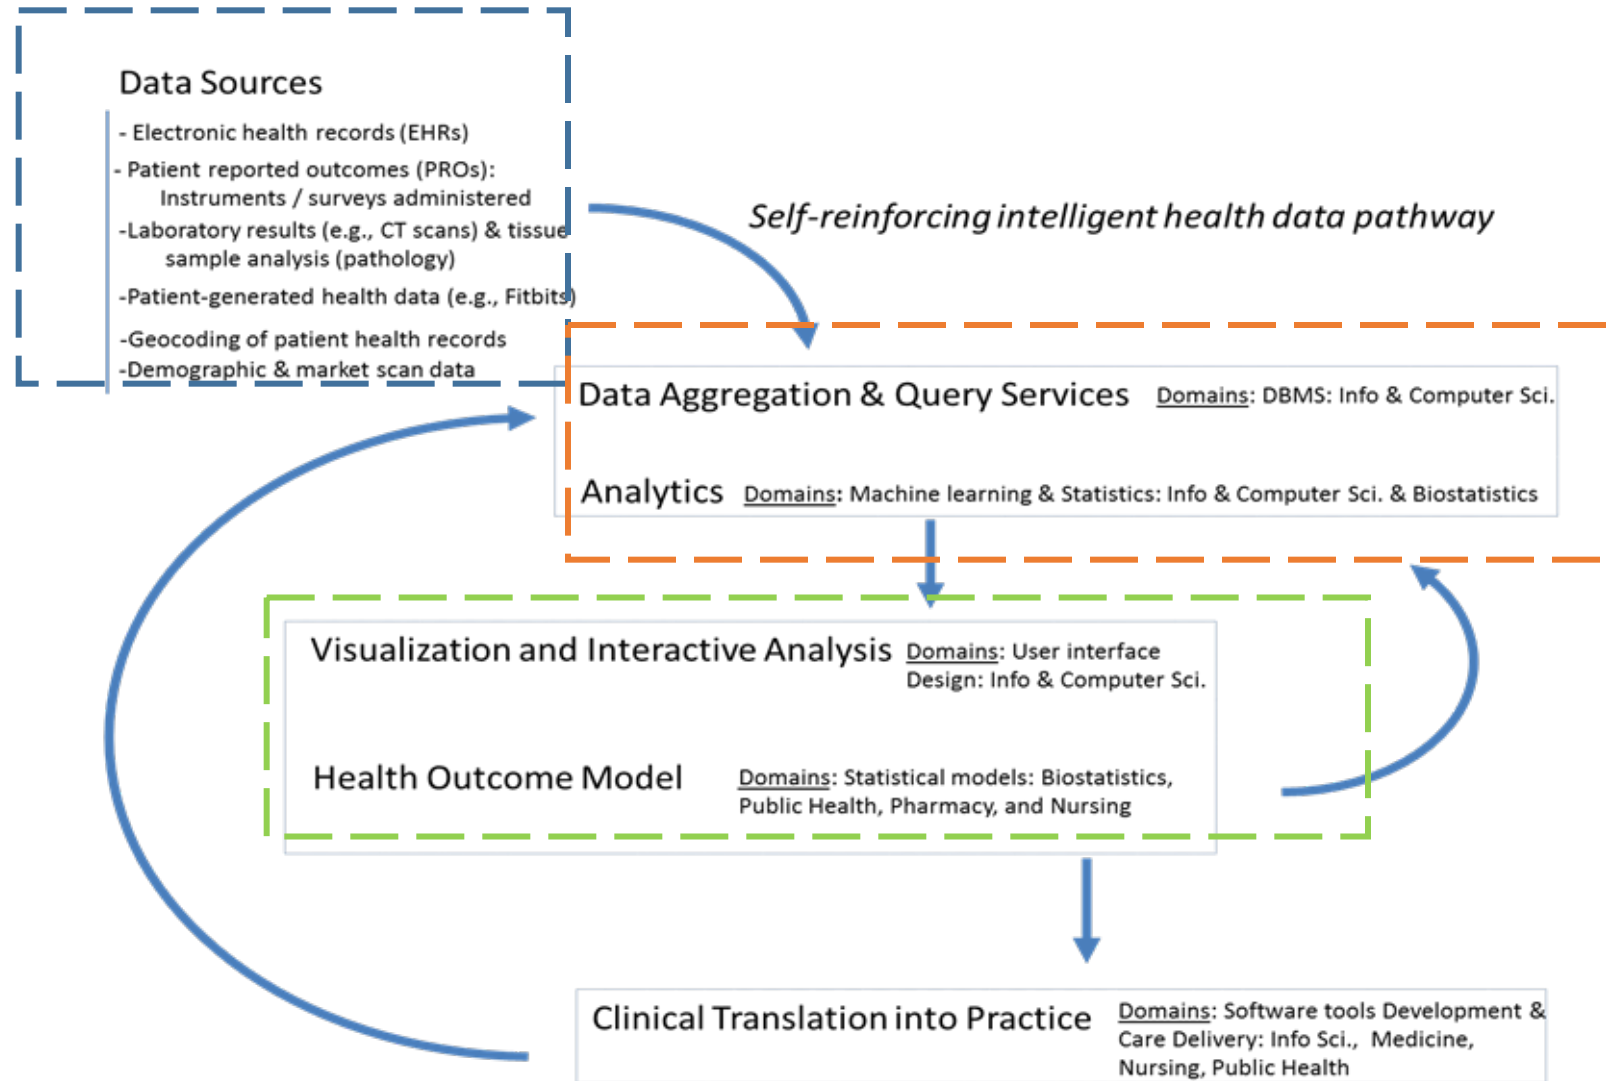 Data Sources
- Electronic health records (EHRs)
- Patient reported outcomes (PROs):
Instruments / surveys administered
-Laboratory results (e.g., CT scans) & tissue
sample analysis (pathology)
-Patient-generated health data (e.g., Fitbits)
-Geocoding of patient health records
-Demographic & market scan data
Self-reinforcing intelligent health data pathway
Data Aggregation & Query Services Domains: DBMS: Info & Computer Sci.
Analytics Domains: Machine learning & Statistics: Info & Computer Sci. & Biostatistics
Visualization and Interactive Analysis Domains: User interface
Design: Info & Computer Sci.
Health Outcome Model Domains: Statistical models: Biostatistics,
Public Health, Pharmacy, and Nursing
Clinical Translation into Practice Domains: Software tools Development &
Care Delivery: Info Sci., Medicine,
Nursing, Public Health